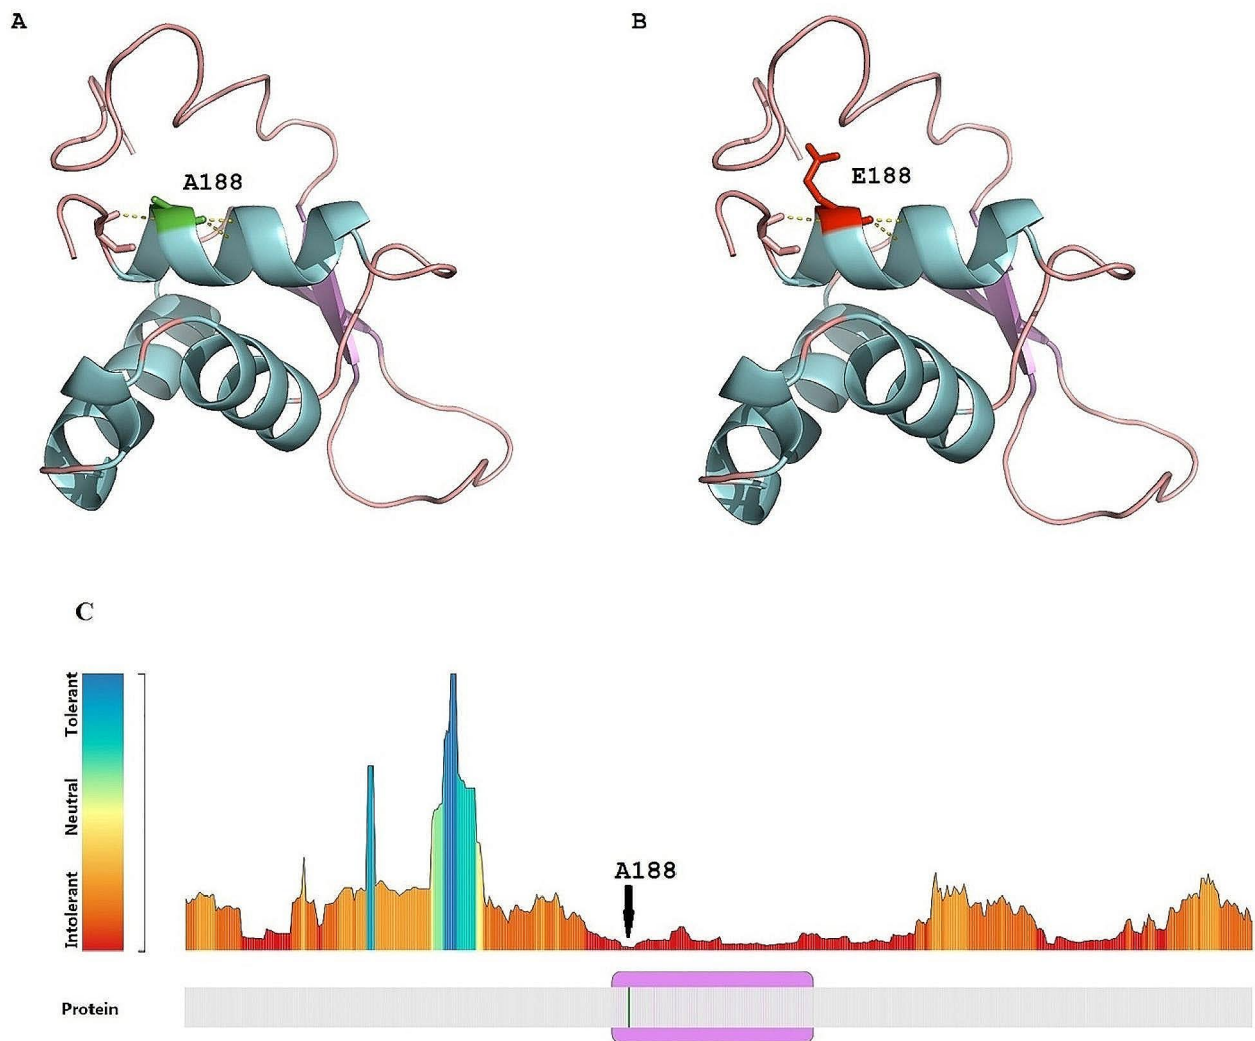 A
B
A188
E188
C
Tolerant
Neutral
Intolerant
A188
Protein